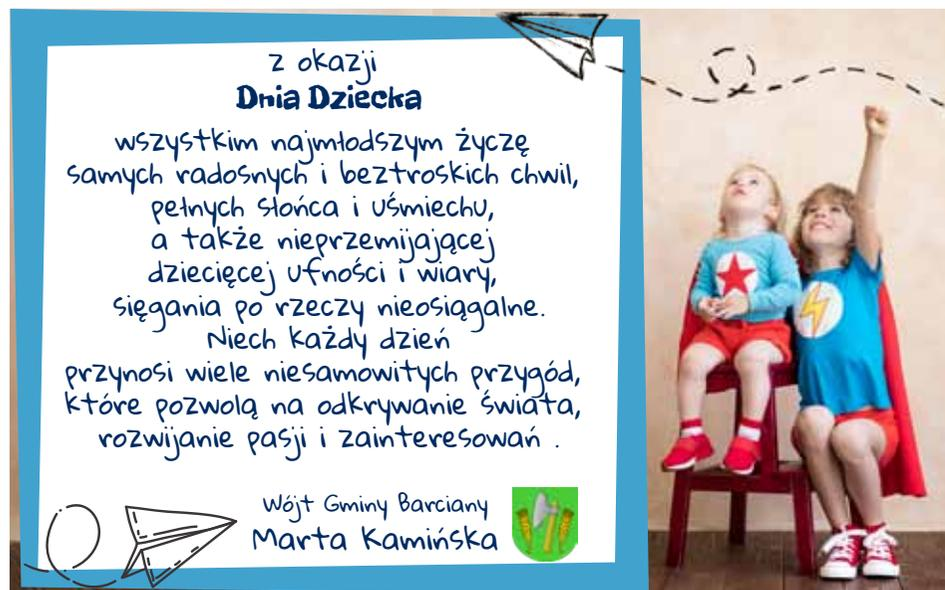 z okazji
Dnia Dziecka
wszystkim najmłodszym życzę
samych radosnych i beztroskich chwil,
pełnych słońca i uśmiechu,
a także nieprzemijającej
dziecięcej ufności i wiary,
sięgania po rzeczy nieosiągalne.
Niech każdy dzień
przynosi wiele niesamowitych przygód,
które pozwolą na odkrywanie świata,
rozwijanie pasji i zainteresowań .
Wójt Gminy Barciany
Marta Kamińska